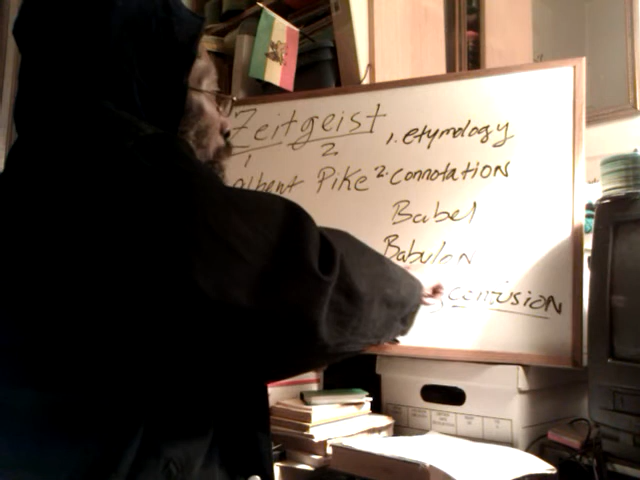 Zeitgeist
1 2
1. etymology
Albert Pike
2. Connotation
Babel
Babylon
confusion